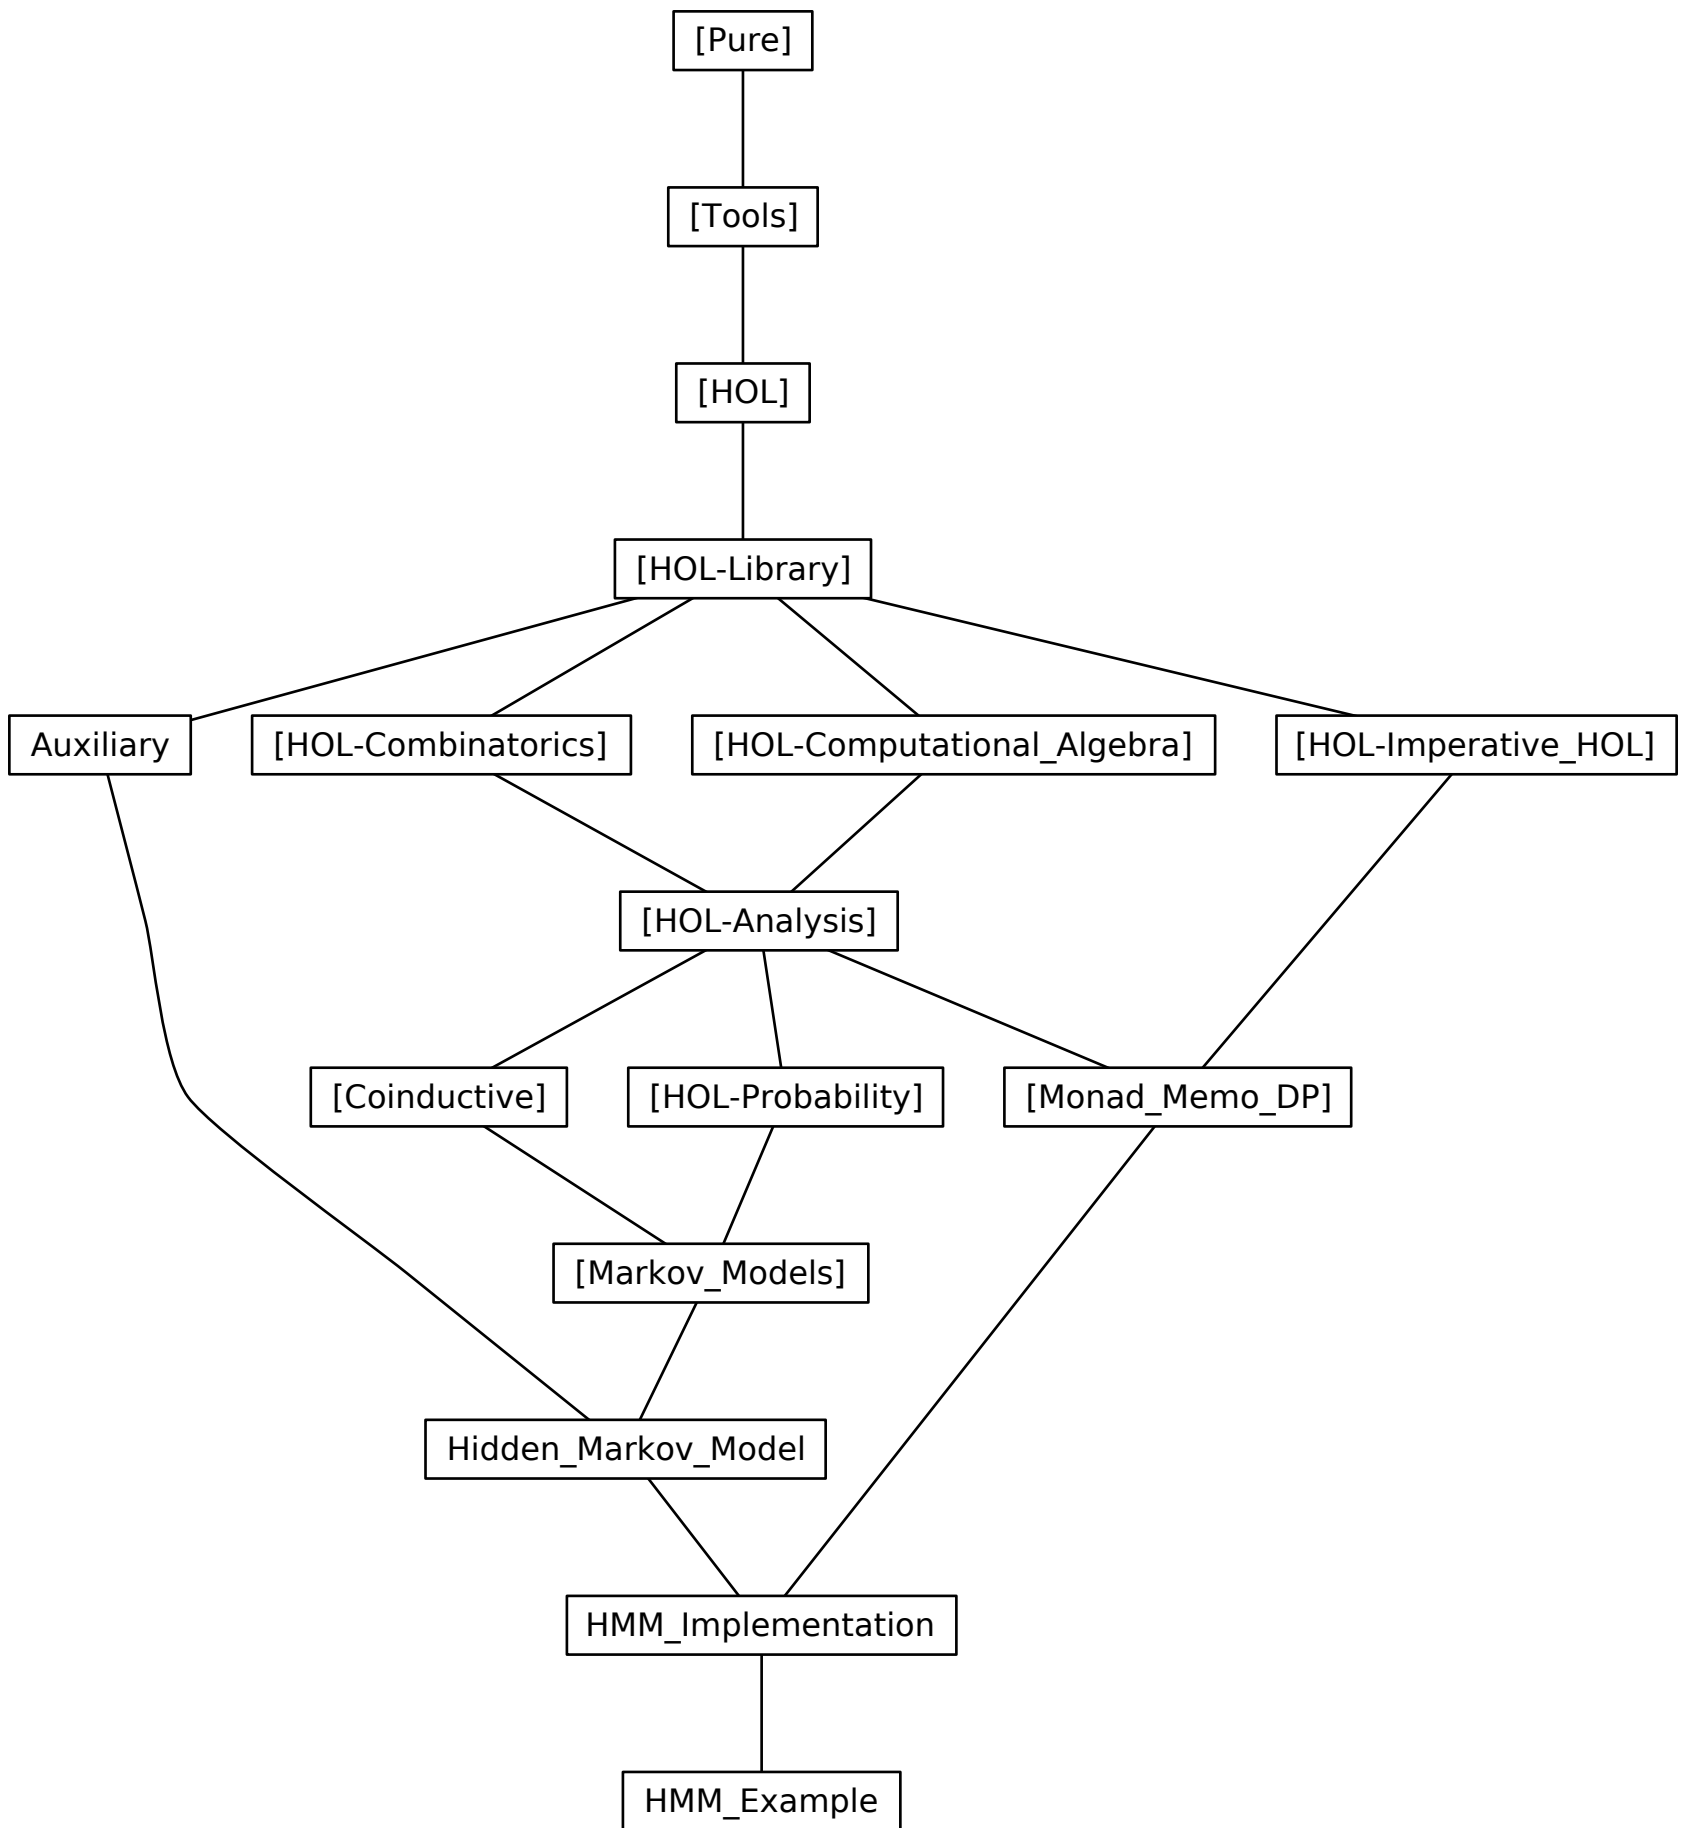 [Pure]
[Tools]
[HOL]
[HOL-Library]
Auxiliary
[HOL-Combinatorics]
[HOL-Computational_Algebra]
[HOL-Imperative_HOL]
[HOL-Analysis]
[Coinductive]
[HOL-Probability]
[Monad_Memo_DP]
[Markov_Models]
Hidden_Markov_Model
HMM_Implementation
HMM_Example